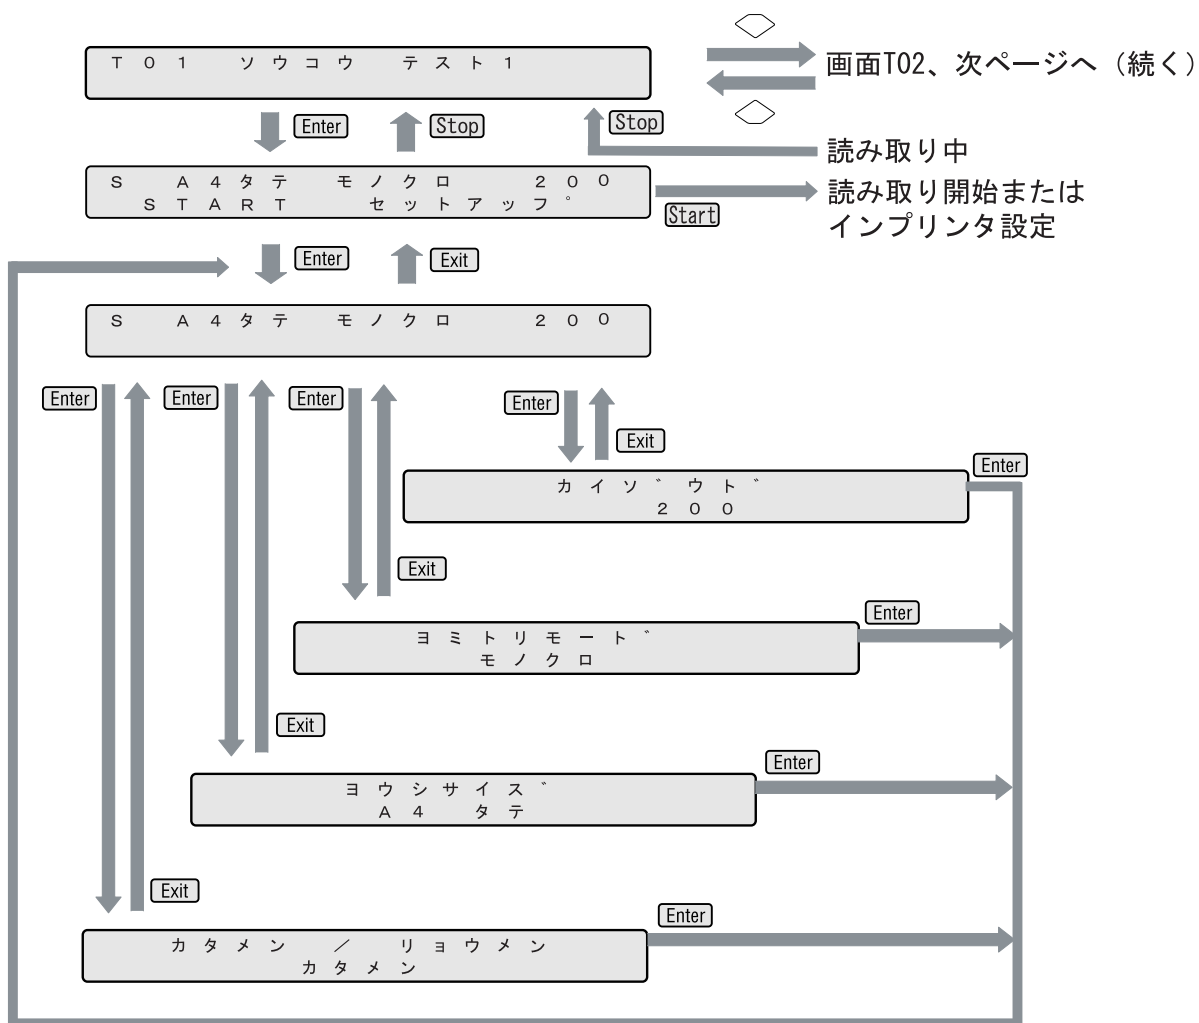 T01 ソウコウ テスト1
画面T02、次ページへ（続く）
Enter
Stop
Stop
読み取り中
S A4タテ モノクロ 200
START セットアップ
Start
読み取り開始または
インプリンタ設定
Enter
Exit
S A4タテ モノクロ 200
Enter
Enter
Enter
Enter
Exit
カイゾウド
200
Enter
Exit
ヨミトリモード
モノクロ
Enter
Exit
ヨウシサイズ
A4 タテ
Enter
Exit
カタメン / リョウメン
カタメン
Enter